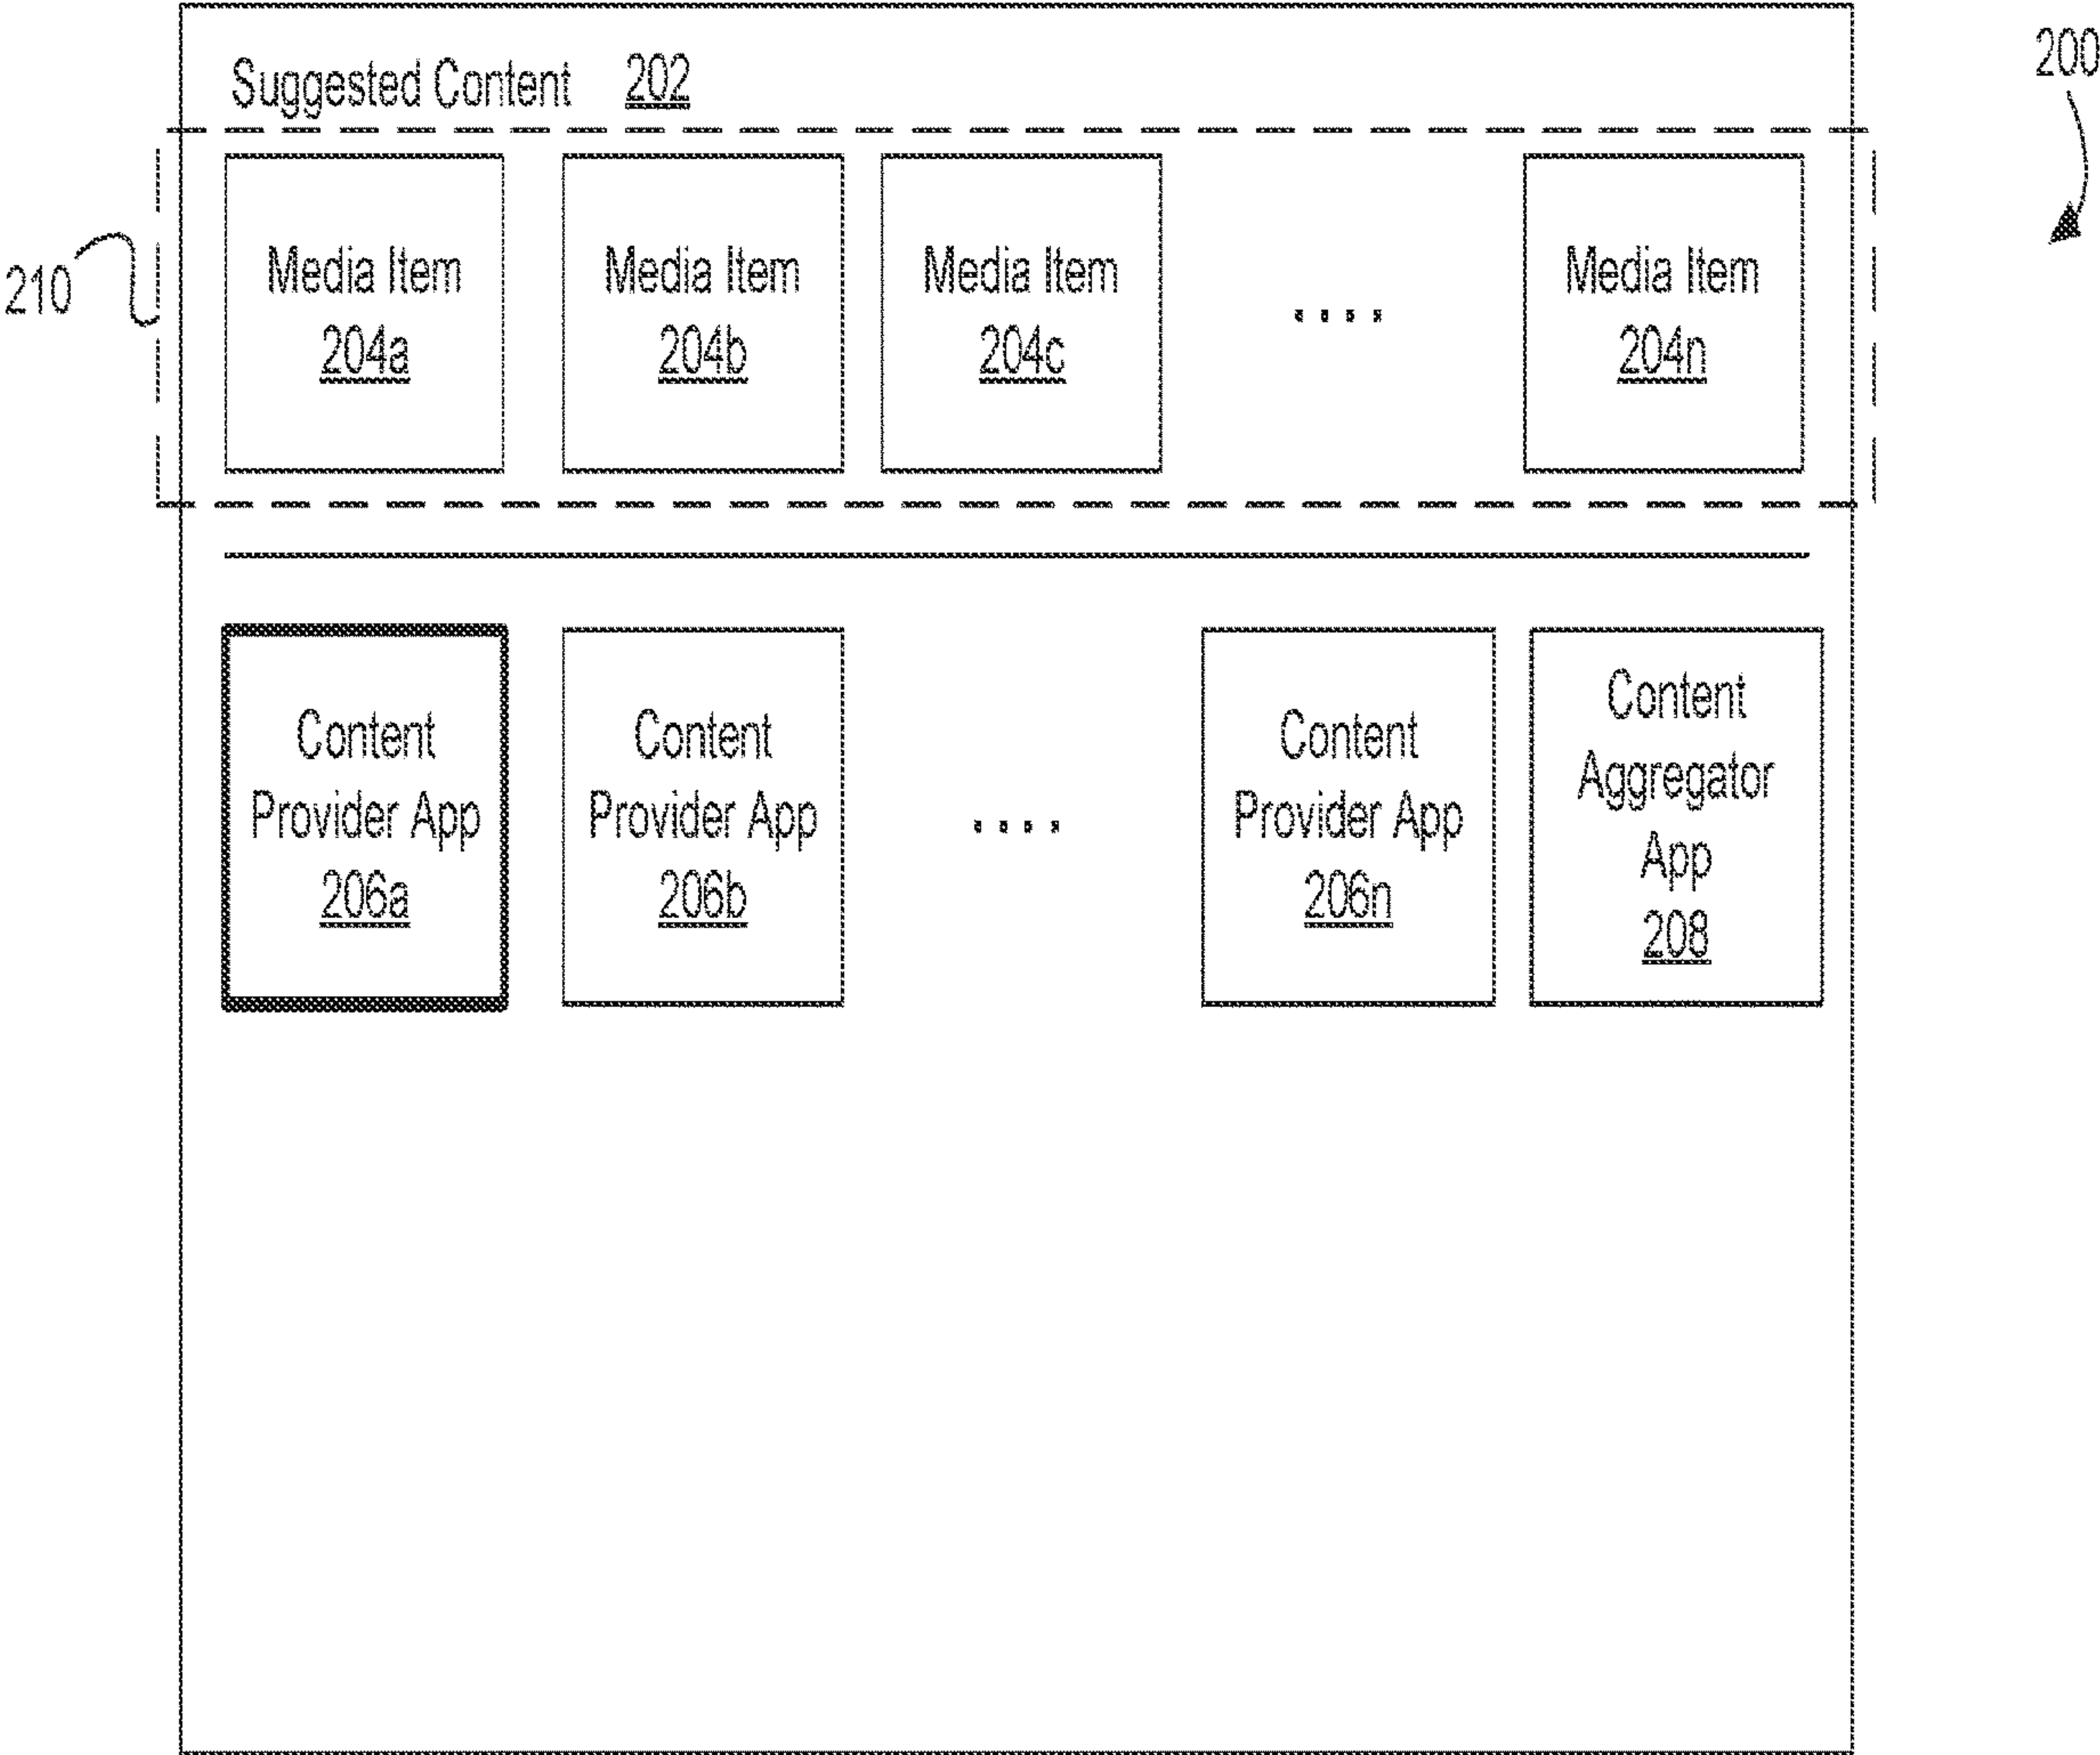 200
Suggested Content 202
210
Media Item
204a
Media Item
204b
Media Item
204c
....
Media Item
204n
Content
Provider App
206a
Content
Provider App
206b
....
Content
Provider App
206n
Content
Aggregator
App
208